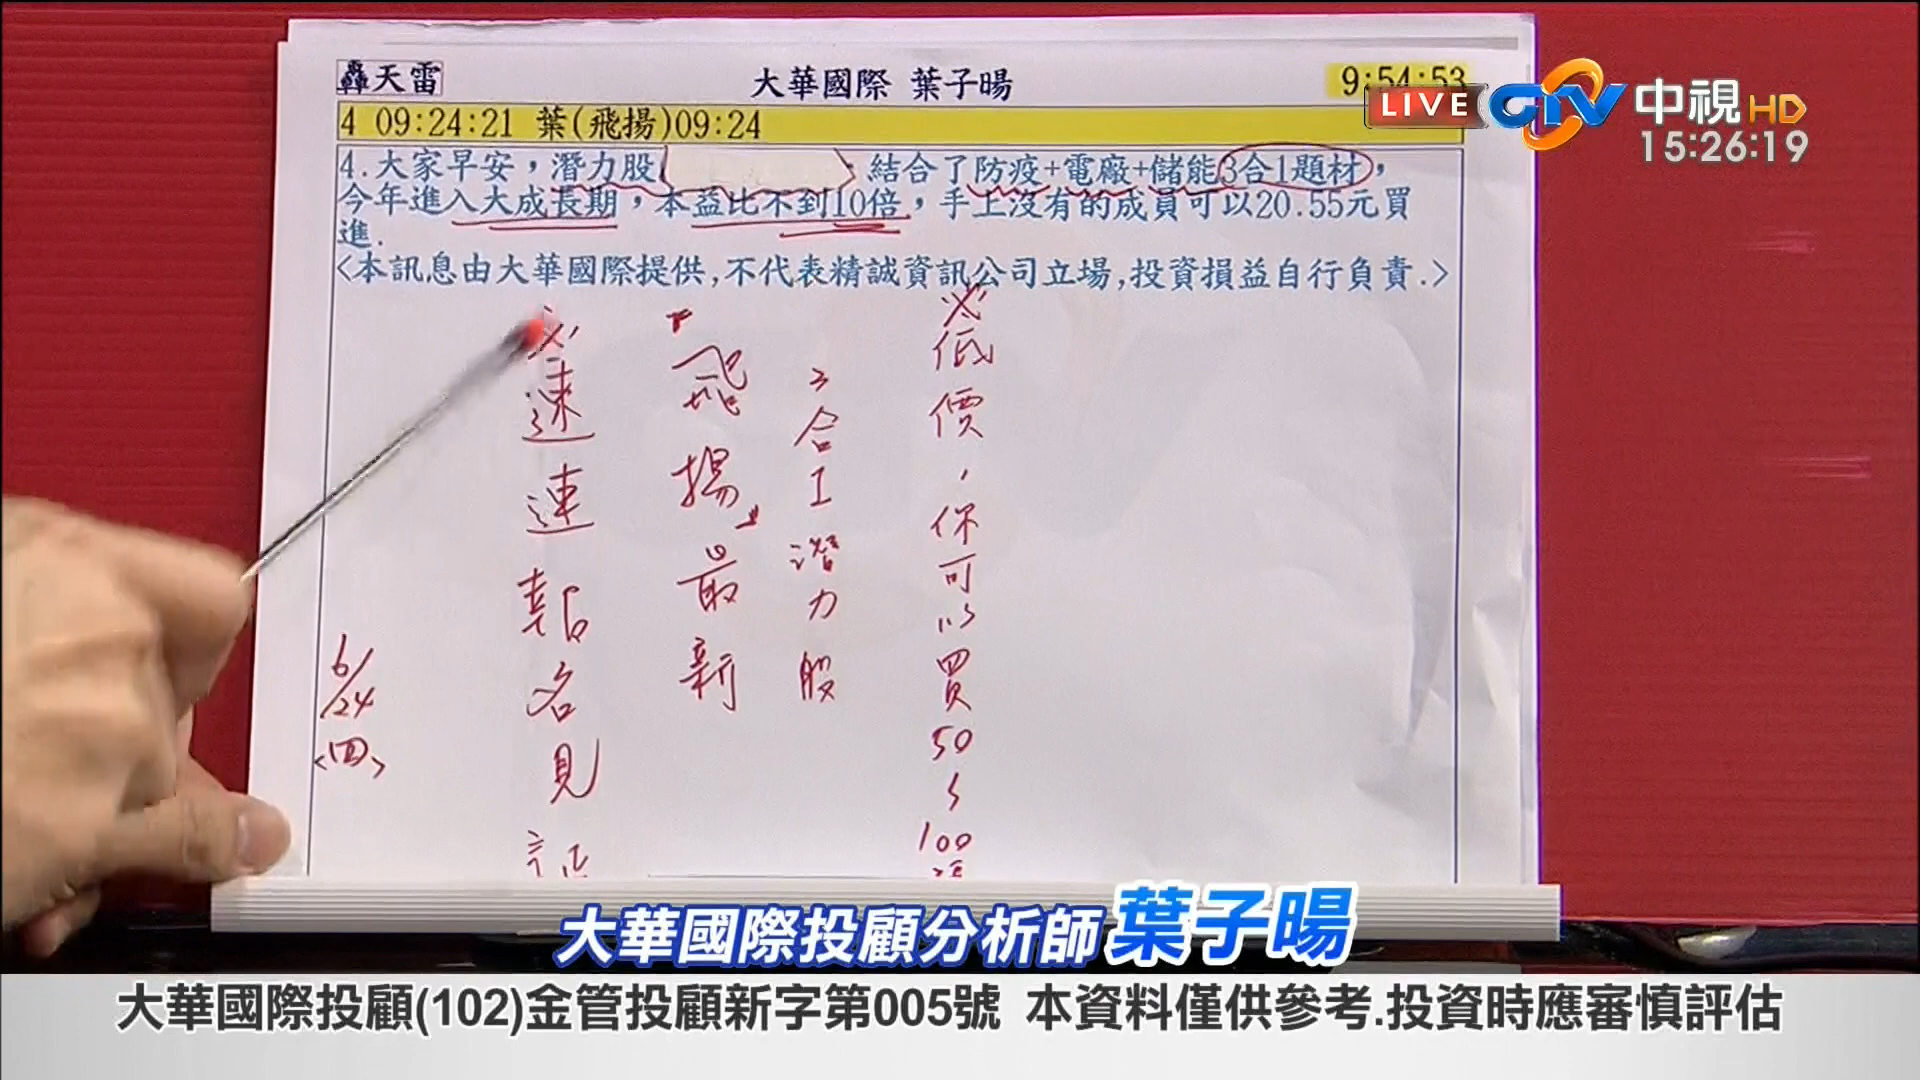 轟天雷
大華國際 葉子暘
9:54:53
LIVE CTV 中視HD
15:26:19
4 09:24:21 葉(飛揚)09:24
4.大家早安，潛力股 結合了防疫+電廠+儲能3合1題材，
今年進入大成長期，本益比不到10倍，手上沒有的成員可以20.55元買
進.
<本訊息由大華國際提供,不代表精誠資訊公司立場,投資損益自行負責.>
低價，你可以買50~100
3合1潛力股
「飛揚」最新
速速報名見証
6/24
<四>
大華國際投顧分析師 葉子暘
大華國際投顧(102)金管投顧新字第005號 本資料僅供參考.投資時應審慎評估